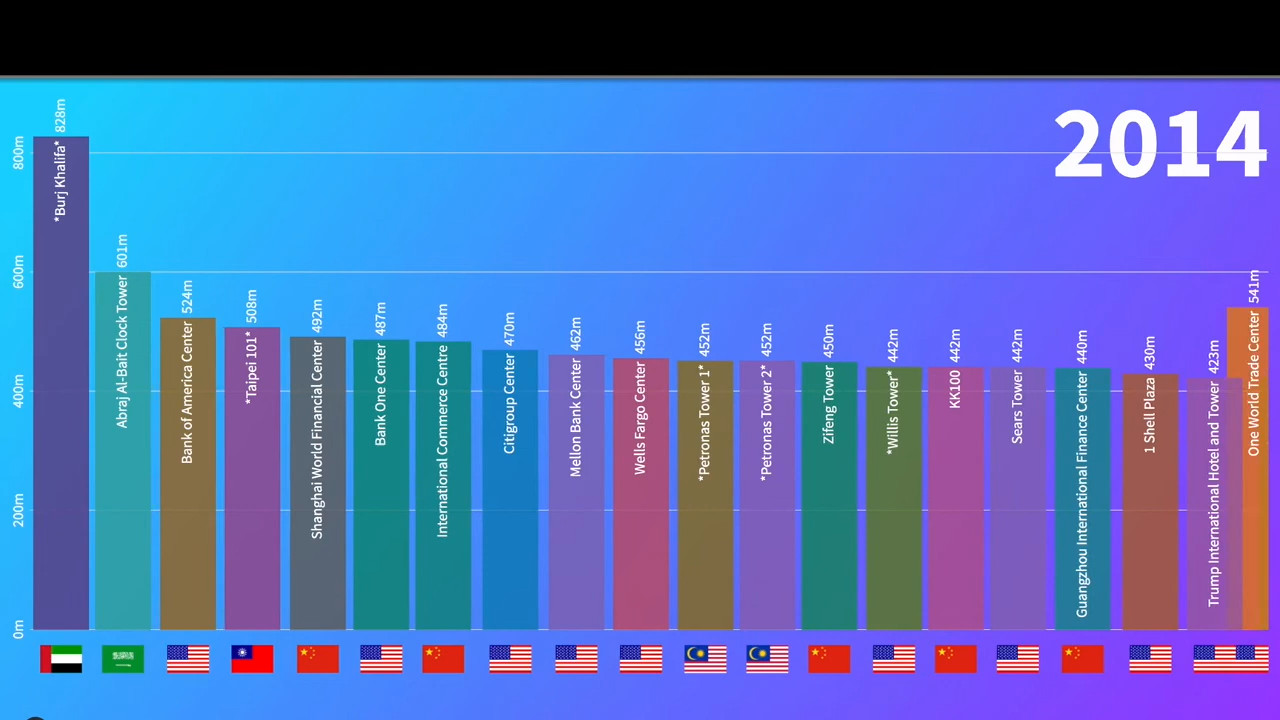 2014
800m
600m
400m
200m
0m
*Burj Khalifa* 828m
Abraj Al-Bait Clock Tower 601m
Bank of America Center 524m
*Taipei 101* 508m
Shanghai World Financial Center 492m
Bank One Center 487m
International Commerce Centre 484m
Citigroup Center 470m
Mellon Bank Center 462m
Wells Fargo Center 456m
*Petronas Tower 1* 452m
*Petronas Tower 2* 452m
Zifeng Tower 450m
*Willis Tower* 442m
KK100 442m
Sears Tower 442m
Guangzhou International Finance Center 440m
1 Shell Plaza 430m
Trump International Hotel and Tower 423m
One World Trade Center 541m